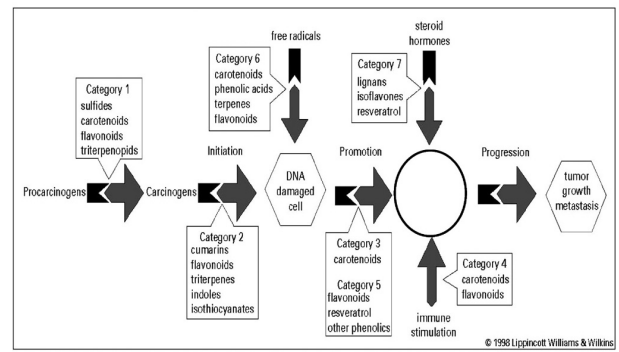 free radicals
steroid
hormones
Category 6
carotenoids
phenolic acids
terpenes
flavonoids
Category 7
lignans
isoflavones
resveratrol
Category 1
sulfides
carotenoids
flavonoids
triterpenopids
Initiation
Promotion
Progression
Procarcinogens
Carcinogens
DNA
damaged
cell
tumor
growth
metastasis
Category 2
cumarins
flavonoids
triterpenes
indoles
isothiocyanates
Category 3
carotenoids
Category 5
flavonoids
resveratrol
other phenolics
Category 4
carotenoids
flavonoids
immune
stimulation
© 1998 Lippincott Williams & Wilkins